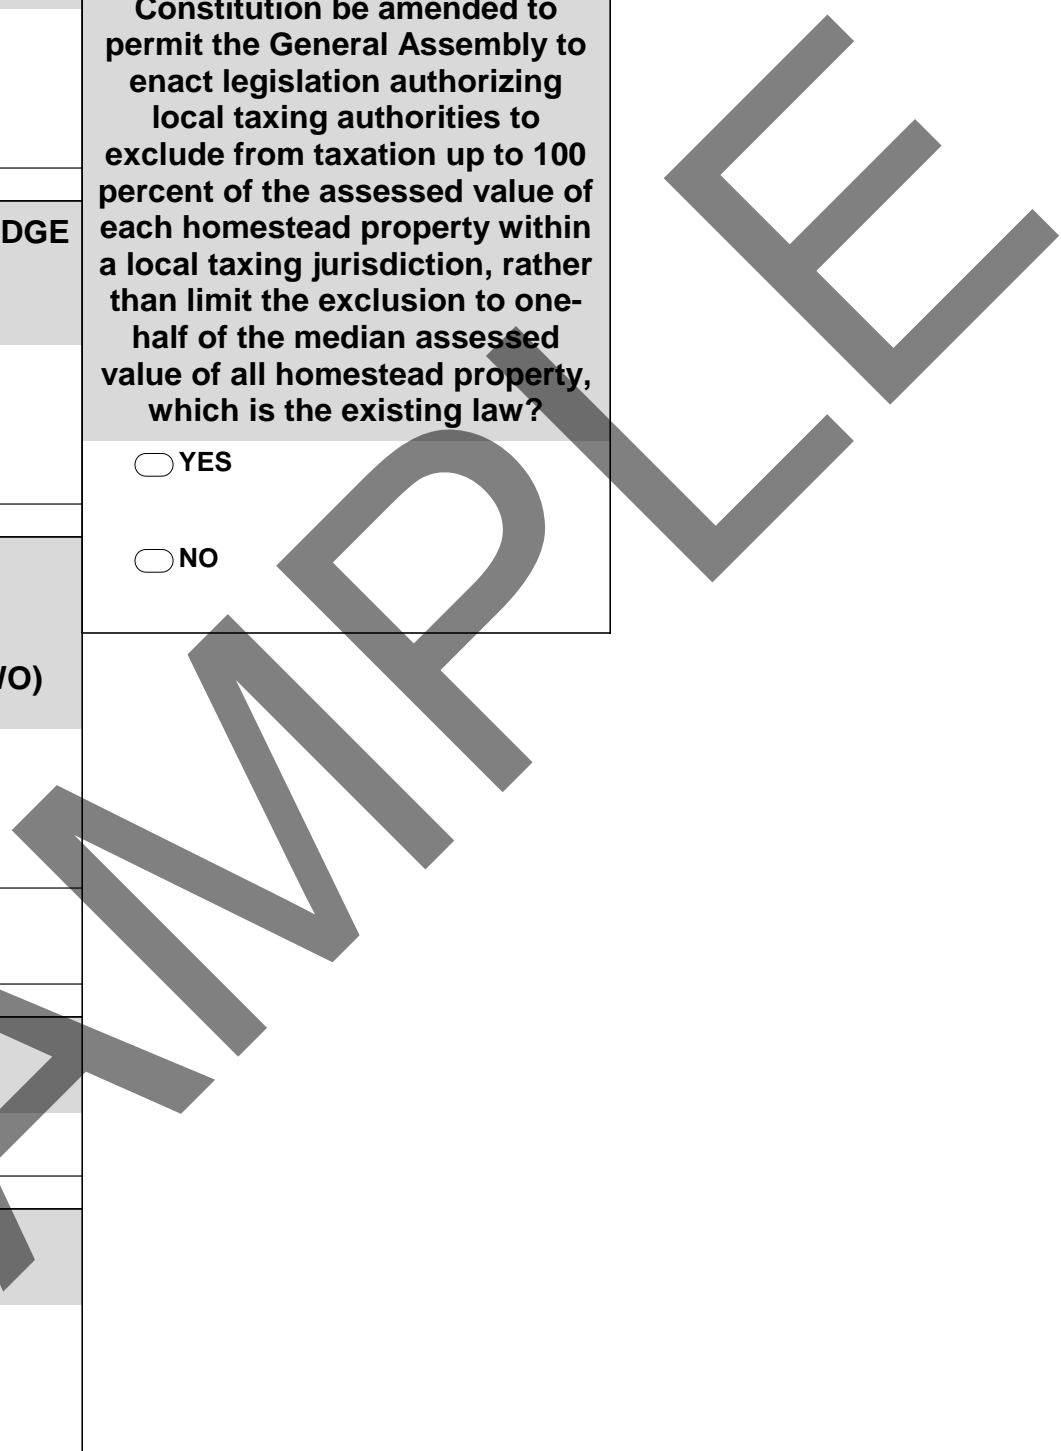 Constitution be amended to
permit the General Assembly to
enact legislation authorizing
local taxing authorities to
exclude from taxation up to 100
percent of the assessed value of
each homestead property within
a local taxing jurisdiction, rather
than limit the exclusion to one-
half of the median assessed
value of all homestead property,
which is the existing law?
YES
NO
DGE
WO)
AMPLE